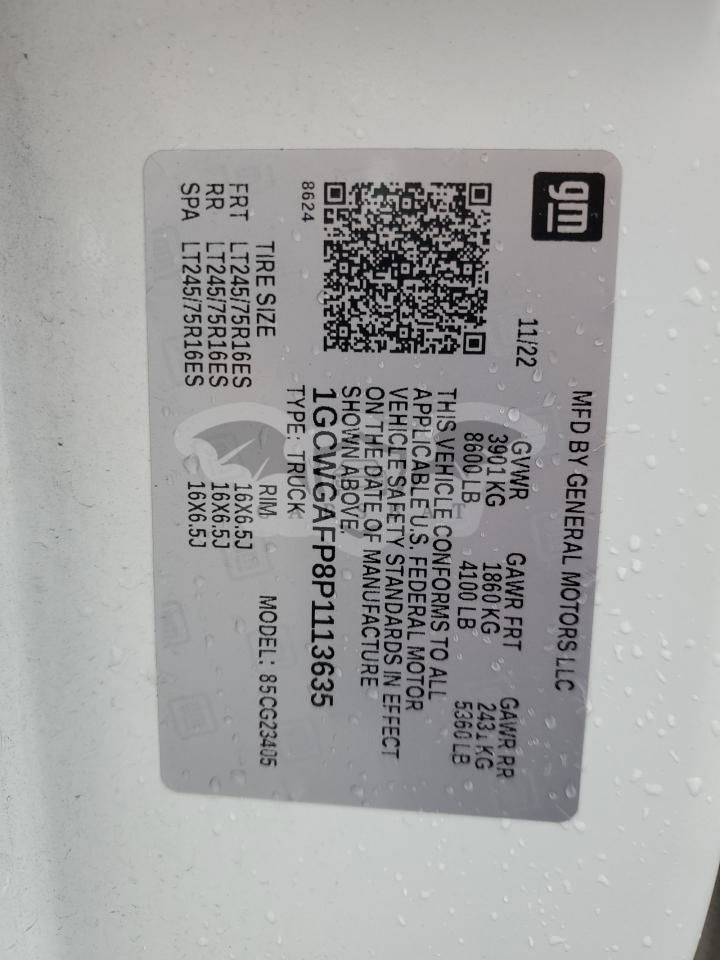 gm
MFD BY GENERAL MOTORS LLC
11/22
GVWR GAWR FRT GAWR RR
3901 KG 1860 KG 2431 KG
8600 LB 4100 LB 5360 LB
THIS VEHICLE CONFORMS TO ALL
APPLICABLE U.S. FEDERAL MOTOR
VEHICLE SAFETY STANDARDS IN EFFECT
ON THE DATE OF MANUFACTURE
SHOWN ABOVE.
1GCWGAFP8P1113635
8624
TYPE: TRUCK
MODEL: 85CG23405
TIRE SIZE RIM
FRT LT245/75R16ES 16X6.5J
RR LT245/75R16ES 16X6.5J
SPA LT245/75R16ES 16X6.5J